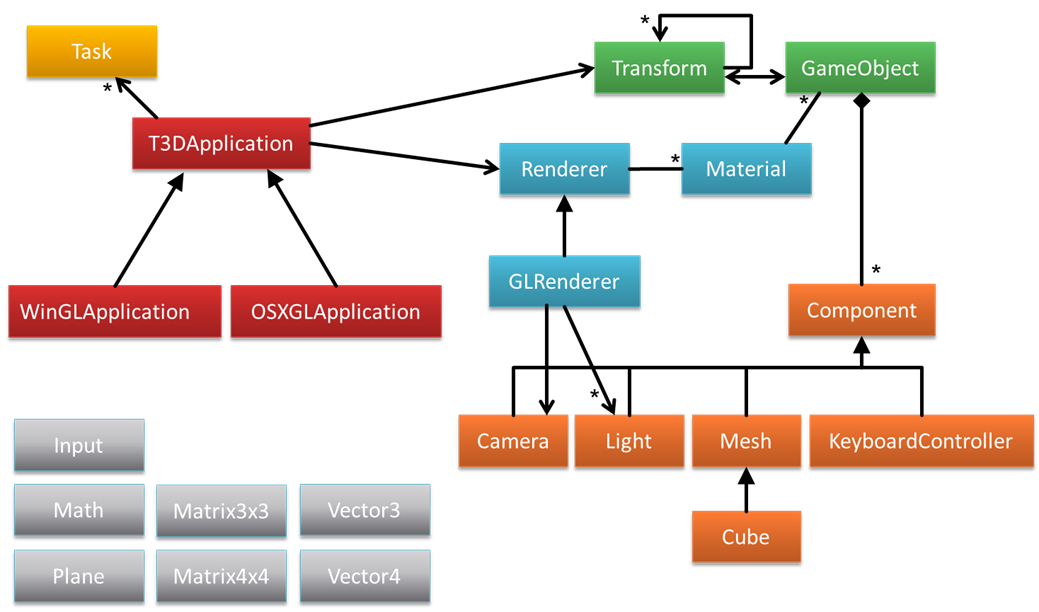 *
Task
Transform
GameObject
*
*
T3DApplication
Renderer
*
Material
*
WinGLApplication
OSXGLApplication
GLRenderer
Component
*
Camera
Light
Mesh
KeyboardController
Input
Math
Matrix3x3
Vector3
Cube
Plane
Matrix4x4
Vector4